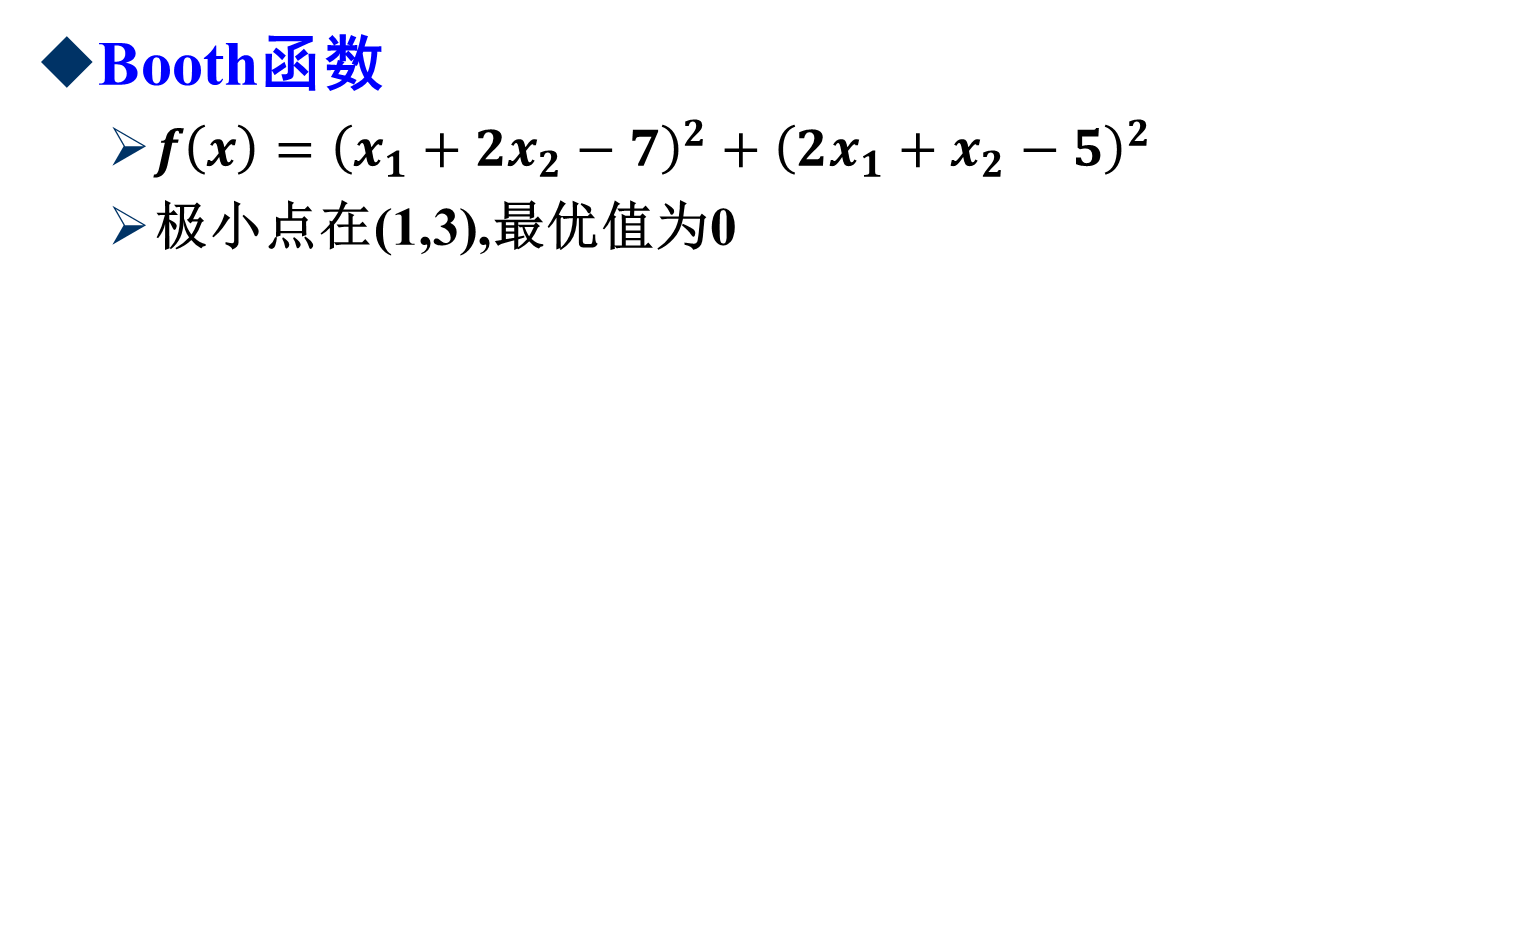 ◆Booth函数
➢f(x) = (x₁ + 2x₂ − 7)² + (2x₁ + x₂ − 5)²
➢极小点在(1,3),最优值为0